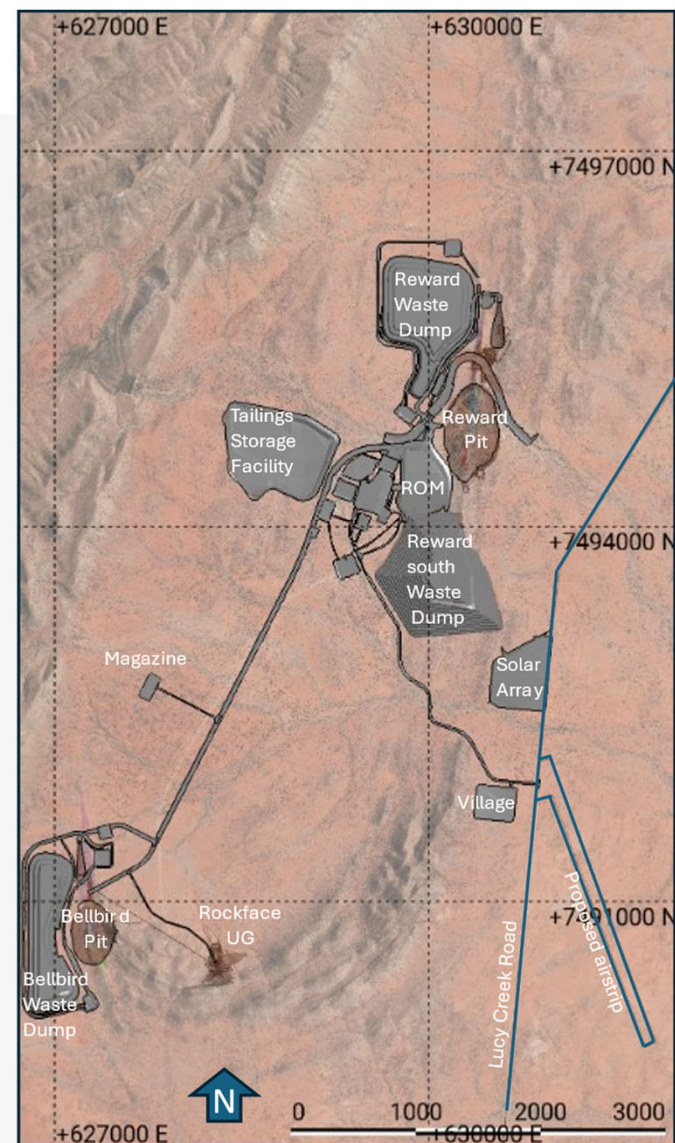 +627000 E
+630000 E
+7497000 N
Reward
Waste
Dump
Tailings
Storage
Facility
Reward
Pit
ROM
+7494000 N
Reward
south
Waste
Dump
Magazine
Solar
Array
Village
Bellbird
Pit
Rockface
UG
+7491000 N
Proposed airstrip
Bellbird
Waste
Dump
Lucy Creek Road
N
0 1000 2000 3000
+627000 E
+630000 E